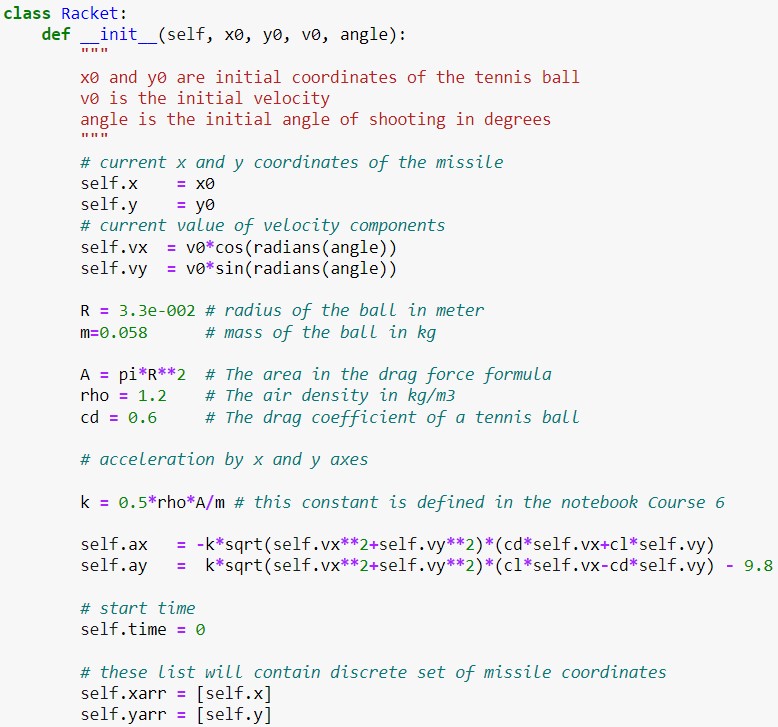 class Racket:
    def __init__(self, x0, y0, v0, angle):
        """
        x0 and y0 are initial coordinates of the tennis ball
        v0 is the initial velocity
        angle is the initial angle of shooting in degrees
        """
        # current x and y coordinates of the missile
        self.x    = x0
        self.y    = y0
        # current value of velocity components
        self.vx  = v0*cos(radians(angle))
        self.vy  = v0*sin(radians(angle))

        R = 3.3e-002 # radius of the ball in meter
        m=0.058      # mass of the ball in kg

        A = pi*R**2  # The area in the drag force formula
        rho = 1.2    # The air density in kg/m3
        cd = 0.6     # The drag coefficient of a tennis ball

        # acceleration by x and y axes

        k = 0.5*rho*A/m # this constant is defined in the notebook Course 6

        self.ax   = -k*sqrt(self.vx**2+self.vy**2)*(cd*self.vx+cl*self.vy)
        self.ay   =  k*sqrt(self.vx**2+self.vy**2)*(cl*self.vx-cd*self.vy) - 9.8

        # start time
        self.time = 0

        # these list will contain discrete set of missile coordinates
        self.xarr = [self.x]
        self.yarr = [self.y]